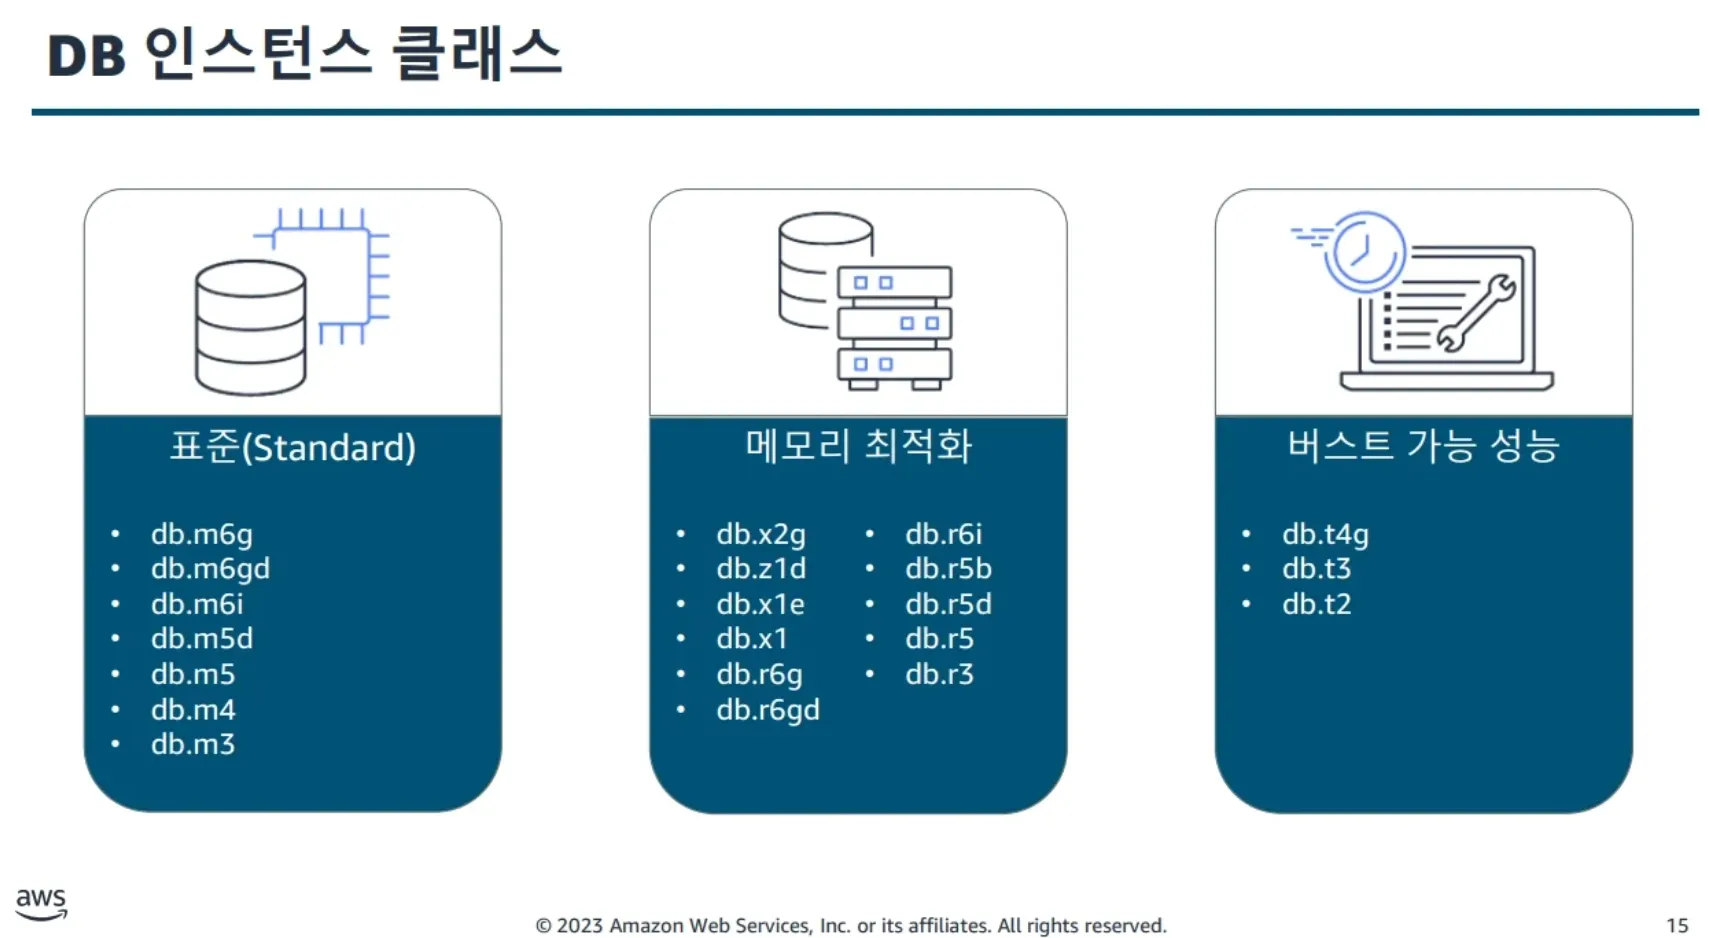 DB 인스턴스 클래스
표준(Standard)
• db.m6g
• db.m6gd
• db.m6i
• db.m5d
• db.m5
• db.m4
• db.m3
메모리 최적화
• db.x2g
• db.z1d
• db.x1e
• db.x1
• db.r6g
• db.r6gd
• db.r6i
• db.r5b
• db.r5d
• db.r5
• db.r3
버스트 가능 성능
• db.t4g
• db.t3
• db.t2
aws
© 2023 Amazon Web Services, Inc. or its affiliates. All rights reserved.
15